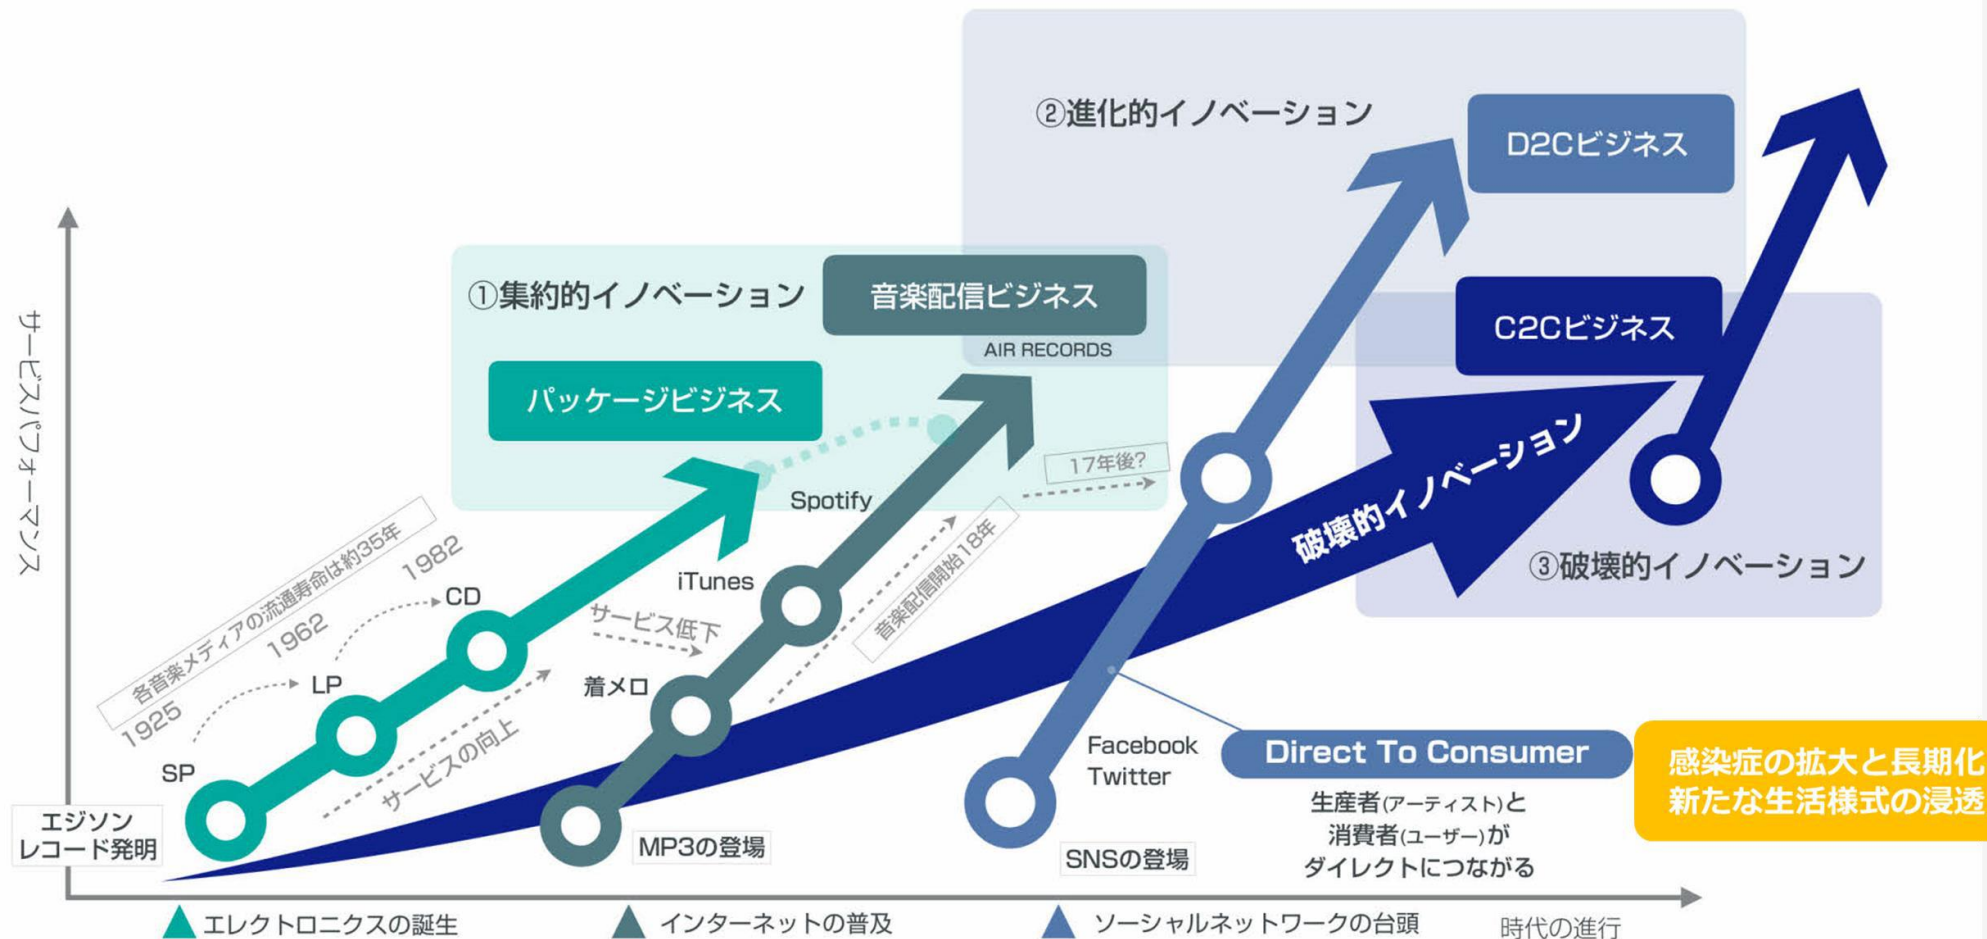 ②進化的イノベーション
D2Cビジネス
①集約的イノベーション
音楽配信ビジネス
AIR RECORDS
C2Cビジネス
パッケージビジネス
サービスパフォーマンス
17年後?
破壊的イノベーション
Spotify
各音楽メディアの流通寿命は約35年
1925
1962
1982
SP
LP
CD
iTunes
サービス低下
音楽配信開始18年
③破壊的イノベーション
着メロ
サービスの向上
Facebook
Twitter
Direct To Consumer
生産者(アーティスト)と
消費者(ユーザー)が
ダイレクトにつながる
感染症の拡大と長期化
新たな生活様式の浸透
エジソン
レコード発明
MP3の登場
SNSの登場
エレクトロニクスの誕生
インターネットの普及
ソーシャルネットワークの台頭
時代の進行